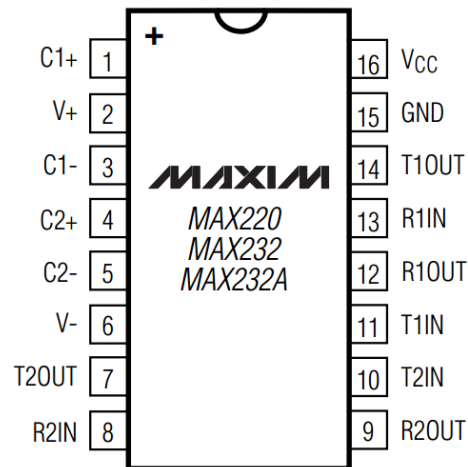 +
C1+ 1
V+ 2
C1- 3
C2+ 4
C2- 5
V- 6
T2OUT 7
R2IN 8
MAXIM
MAX220
MAX232
MAX232A
16 VCC
15 GND
14 T1OUT
13 R1IN
12 R1OUT
11 T1IN
10 T2IN
9 R2OUT